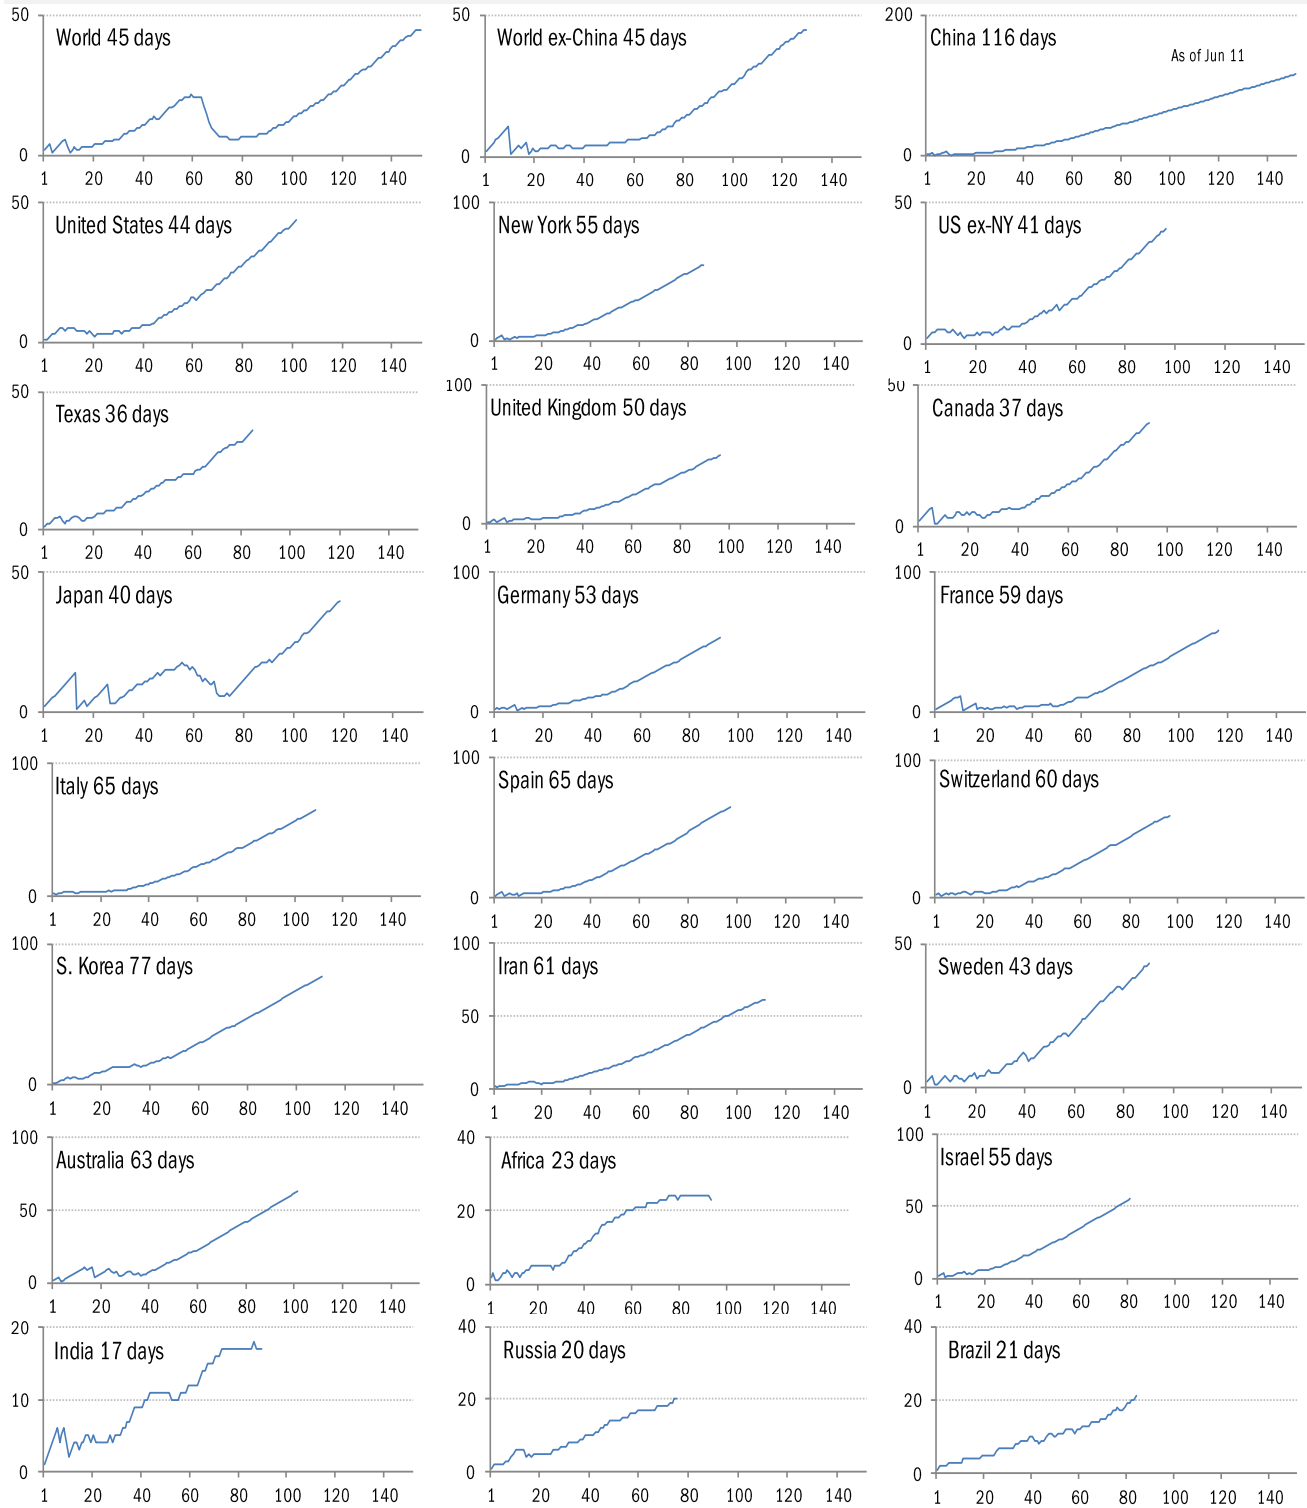 50 50 200
World 45 days World ex-China 45 days China 116 days
As of Jun 11
100
0 0 0
1 20 40 60 80 100 120 140 1 20 40 60 80 100 120 140 1 20 40 60 80 100 120 140
50 100 50
United States 44 days New York 55 days US ex-NY 41 days
0 0 0
1 20 40 60 80 100 120 140 1 20 40 60 80 100 120 140 1 20 40 60 80 100 120 140
50 100 50
Texas 36 days United Kingdom 50 days Canada 37 days
0 0 0
1 20 40 60 80 100 120 140 1 20 40 60 80 100 120 140 1 20 40 60 80 100 120 140
50 100 100
Japan 40 days Germany 53 days France 59 days
0 0 0
1 20 40 60 80 100 120 140 1 20 40 60 80 100 120 140 1 20 40 60 80 100 120 140
100 100 100
Italy 65 days Spain 65 days Switzerland 60 days
0 0 0
1 20 40 60 80 100 120 140 1 20 40 60 80 100 120 140 1 20 40 60 80 100 120 140
100 100 50
S. Korea 77 days Iran 61 days Sweden 43 days
50
0 0 0
1 20 40 60 80 100 120 140 1 20 40 60 80 100 120 140 1 20 40 60 80 100 120 140
100 40 100
Australia 63 days Africa 23 days Israel 55 days
50 20 50
0 0 0
1 20 40 60 80 100 120 140 1 20 40 60 80 100 120 140 1 20 40 60 80 100 120 140
20 40 40
India 17 days Russia 20 days Brazil 21 days
10 20 20
0 0 0
1 20 40 60 80 100 120 140 1 20 40 60 80 100 120 140 1 20 40 60 80 100 120 140